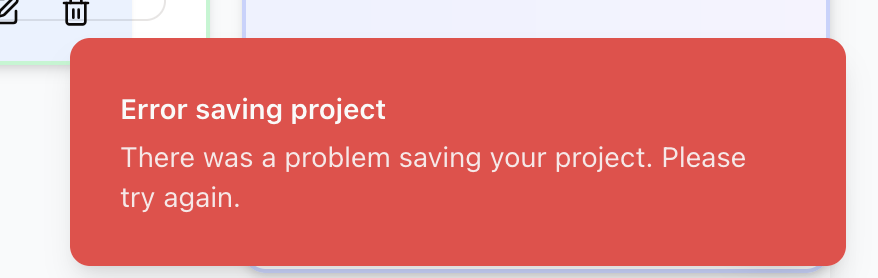 Error saving project
There was a problem saving your project. Please
try again.